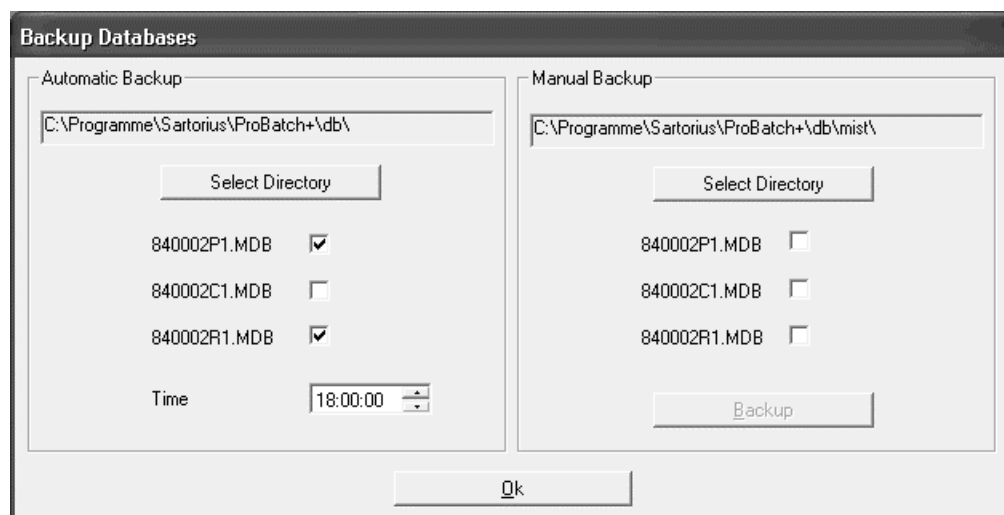 Backup Databases
Automatic Backup
C:\Programme\Sartorius\ProBatch+\db\
Select Directory
840002P1.MDB
840002C1.MDB
840002R1.MDB
Time
18:00:00
Manual Backup
C:\Programme\Sartorius\ProBatch+\db\mist\
Select Directory
840002P1.MDB
840002C1.MDB
840002R1.MDB
Backup
Ok